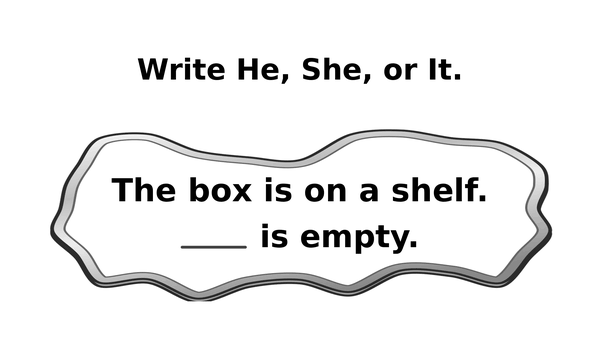 Write He, She, or It.
The box is on a shelf.
____ is empty.